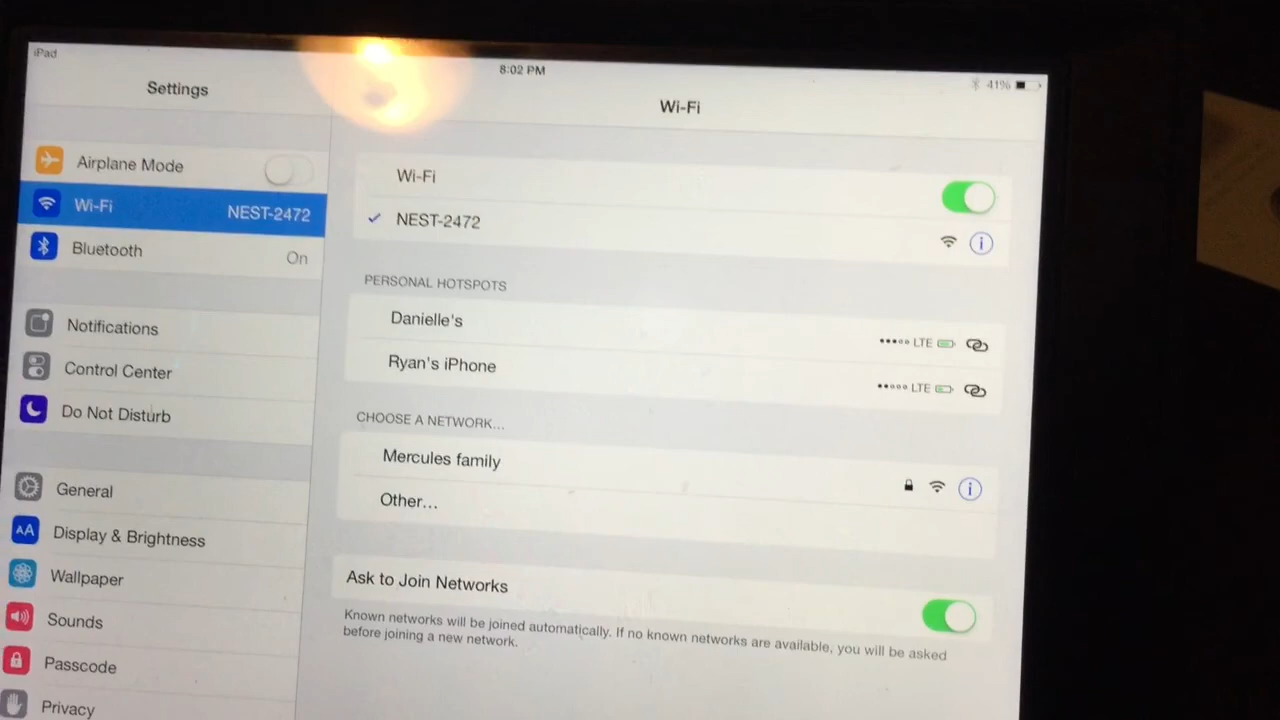 iPad
8:02 PM
41%
Settings
Wi-Fi
Airplane Mode
Wi-Fi NEST-2472
Bluetooth On
Notifications
Control Center
Do Not Disturb
General
Display & Brightness
Wallpaper
Sounds
Passcode
Privacy
Wi-Fi
NEST-2472
PERSONAL HOTSPOTS
Danielle's LTE
Ryan's iPhone LTE
CHOOSE A NETWORK...
Mercules family
Other...
Ask to Join Networks
Known networks will be joined automatically. If no known networks are available, you will be asked
before joining a new network.